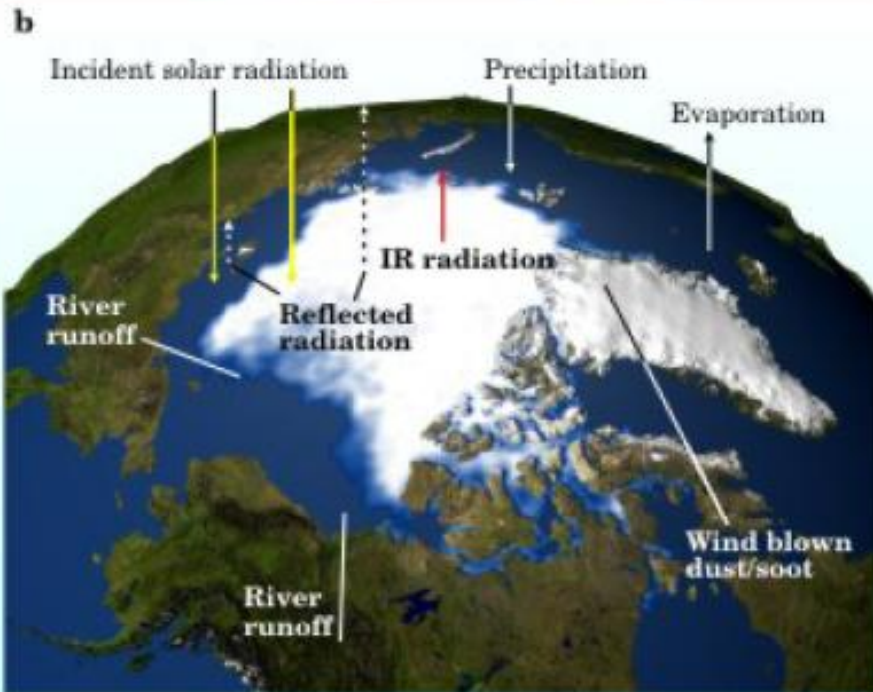 b
Incident solar radiation
Precipitation
Evaporation
IR radiation
River
runoff
Reflected
radiation
Wind blown
dust/soot
River
runoff